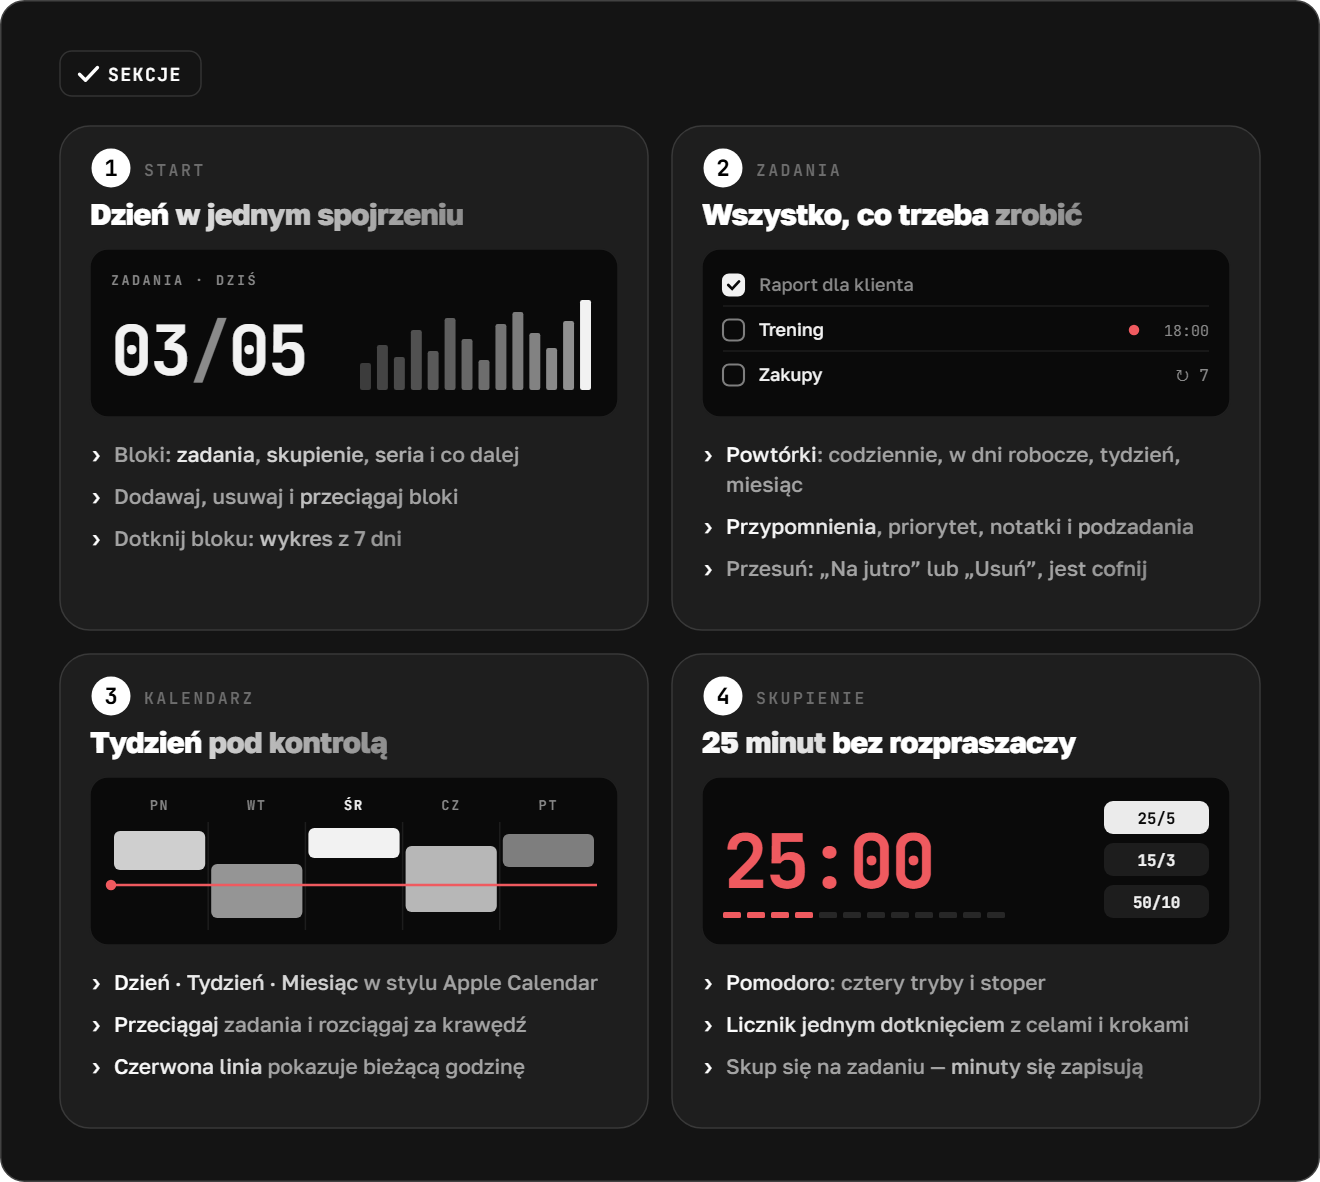 SEKCJE
1 START
Dzień w jednym spojrzeniu
ZADANIA · DZIŚ
03/05
› Bloki: zadania, skupienie, seria i co dalej
› Dodawaj, usuwaj i przeciągaj bloki
› Dotknij bloku: wykres z 7 dni
2 ZADANIA
Wszystko, co trzeba zrobić
Raport dla klienta
Trening 18:00
Zakupy ↻ 7
› Powtórki: codziennie, w dni robocze, tydzień,
miesiąc
› Przypomnienia, priorytet, notatki i podzadania
› Przesuń: „Na jutro” lub „Usuń”, jest cofnij
3 KALENDARZ
Tydzień pod kontrolą
PN WT ŚR CZ PT
› Dzień · Tydzień · Miesiąc w stylu Apple Calendar
› Przeciągaj zadania i rozciągaj za krawędź
› Czerwona linia pokazuje bieżącą godzinę
4 SKUPIENIE
25 minut bez rozpraszaczy
25:00
25/5
15/3
50/10
› Pomodoro: cztery tryby i stoper
› Licznik jednym dotknięciem z celami i krokami
› Skup się na zadaniu — minuty się zapisują